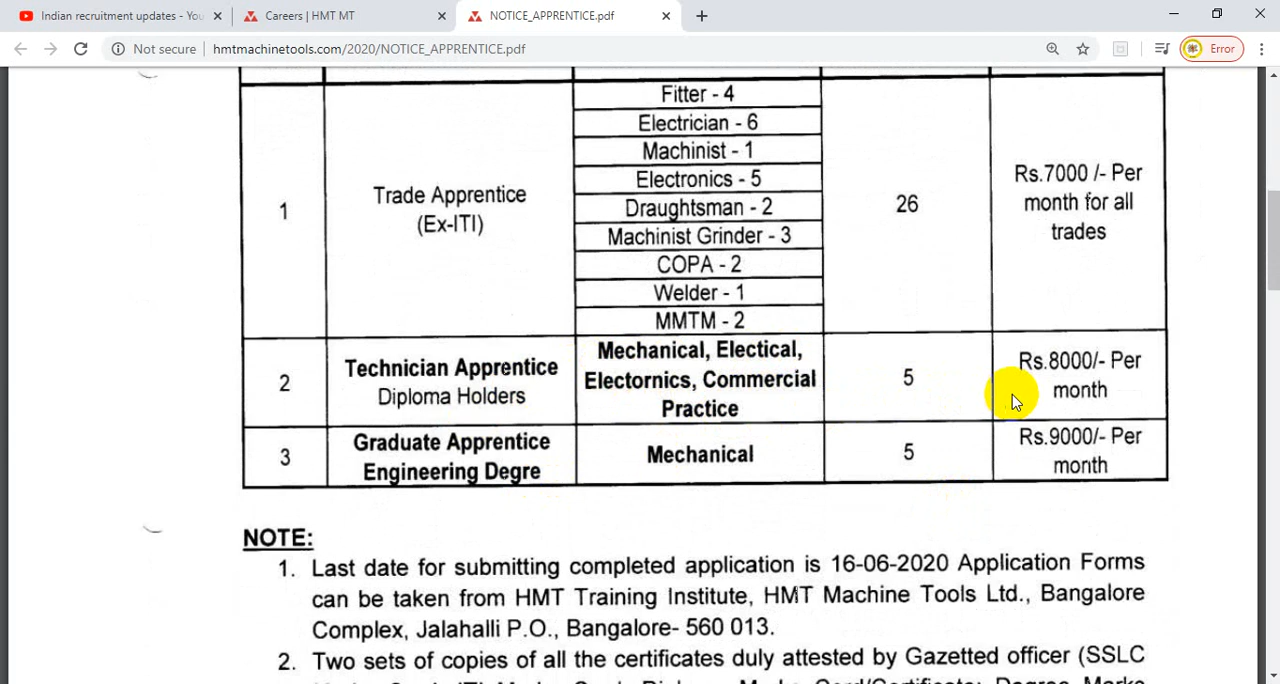 Indian recruitment updates - You
Careers | HMT MT
NOTICE_APPRENTICE.pdf
Not secure | hmtmachinetools.com/2020/NOTICE_APPRENTICE.pdf
Error
1
Trade Apprentice
(Ex-ITI)
Fitter - 4
Electrician - 6
Machinist - 1
Electronics - 5
Draughtsman - 2
Machinist Grinder - 3
COPA - 2
Welder - 1
MMTM - 2
26
Rs.7000 /- Per
month for all
trades
2
Technician Apprentice
Diploma Holders
Mechanical, Electical,
Electornics, Commercial
Practice
5
Rs.8000/- Per
month
3
Graduate Apprentice
Engineering Degre
Mechanical
5
Rs.9000/- Per
month
NOTE:
1. Last date for submitting completed application is 16-06-2020 Application Forms
can be taken from HMT Training Institute, HMT Machine Tools Ltd., Bangalore
Complex, Jalahalli P.O., Bangalore- 560 013.
2. Two sets of copies of all the certificates duly attested by Gazetted officer (SSLC